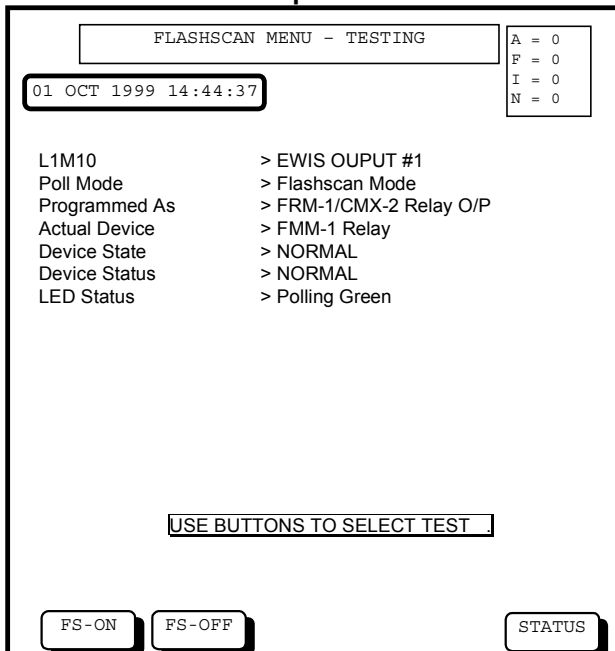 FLASHSCAN MENU – TESTING
A = 0
F = 0
I = 0
N = 0
01 OCT 1999 14:44:37
L1M10 > EWIS OUPUT #1
Poll Mode > Flashscan Mode
Programmed As > FRM-1/CMX-2 Relay O/P
Actual Device > FMM-1 Relay
Device State > NORMAL
Device Status > NORMAL
LED Status > Polling Green
USE BUTTONS TO SELECT TEST .
FS-ON FS-OFF STATUS